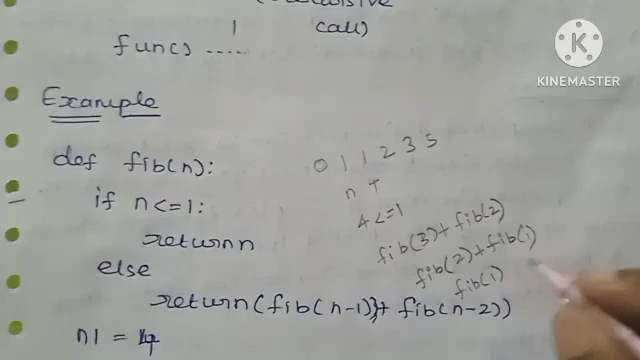 call)
func) .....
Example
def fib(n):
if n<=1:
return n
else
return(fib(n-1)+ fib(n-2))
n1 = 4
0 1 1 2 3 5
n 4
4<=1
fib(3)+fib(2)
fib(2)+fib(1)
fib(1)
KINEMASTER